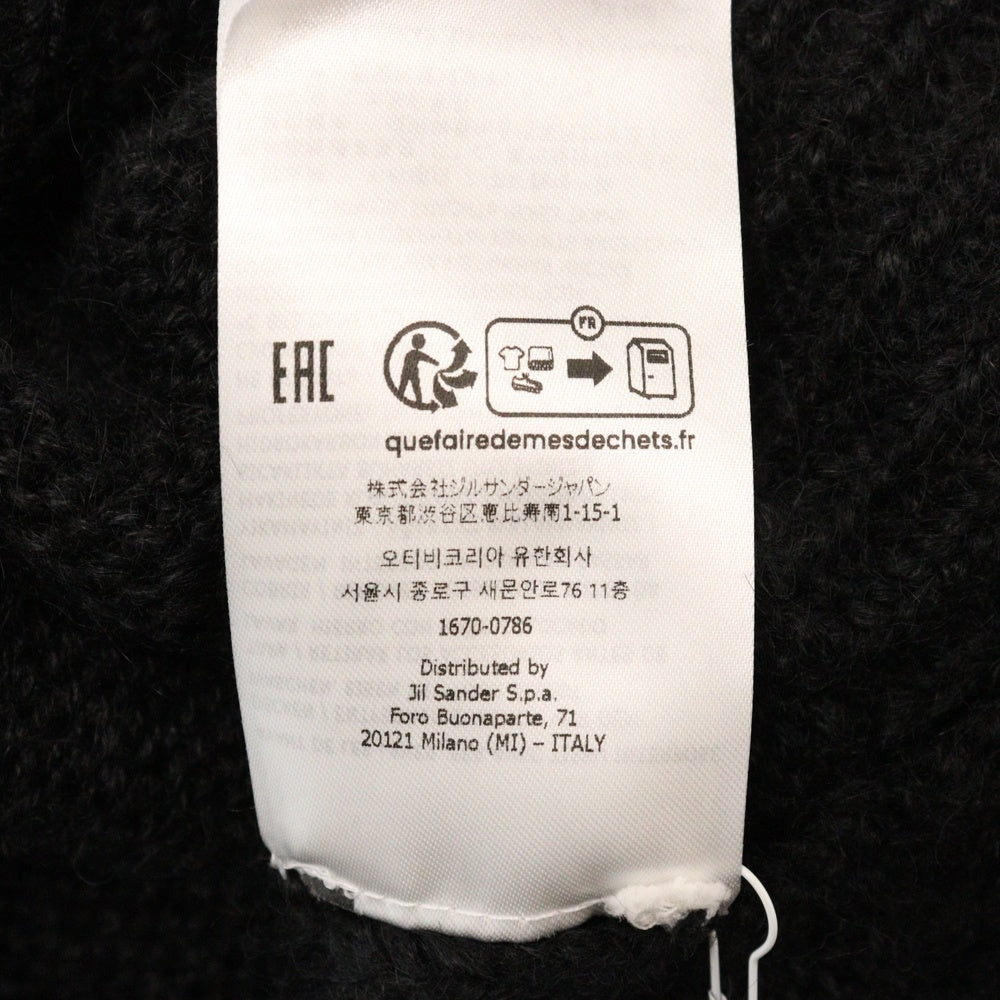 EAC
FR
quefairedemesdechets.fr
株式会社ジルサンダージャパン
東京都渋谷区恵比寿南1-15-1
오티비코리아 유한회사
서울시 종로구 새문안로76 11층
1670-0786
Distributed by
Jil Sander S.p.a.
Foro Buonaparte, 71
20121 Milano (MI) – ITALY